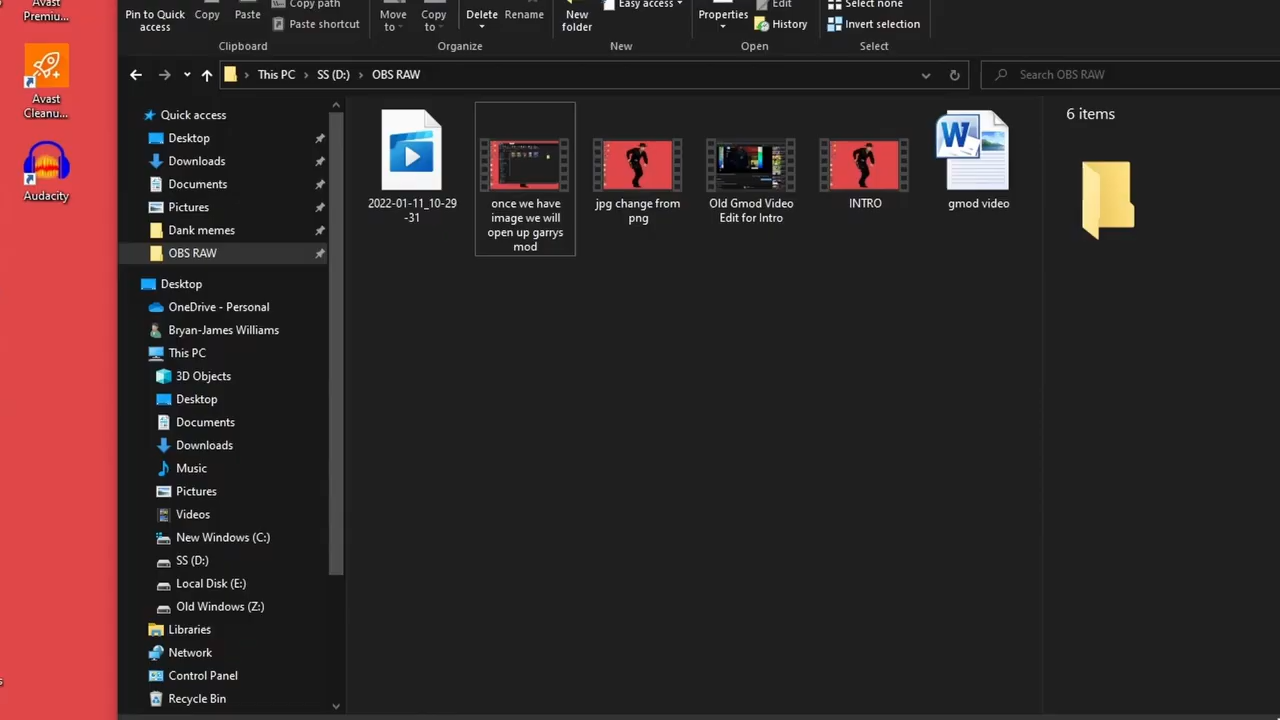 Avast
Premiu...
Avast
Cleanu...
Audacity
Pin to Quick
access
Copy
Paste
Copy path
Paste shortcut
Clipboard
Move
to
Copy
to
Delete
Rename
Organize
New
folder
Easy access
New
Properties
Edit
History
Open
Select none
Invert selection
Select
This PC
SS (D:)
OBS RAW
Search OBS RAW
Quick access
Desktop
Downloads
Documents
Pictures
Dank memes
OBS RAW
Desktop
OneDrive - Personal
Bryan-James Williams
This PC
3D Objects
Desktop
Documents
Downloads
Music
Pictures
Videos
New Windows (C:)
SS (D:)
Local Disk (E:)
Old Windows (Z:)
Libraries
Network
Control Panel
Recycle Bin
2022-01-11_10-29
-31
once we have
image we will
open up garrys
mod
jpg change from
png
Old Gmod Video
Edit for Intro
INTRO
W
gmod video
6 items
s